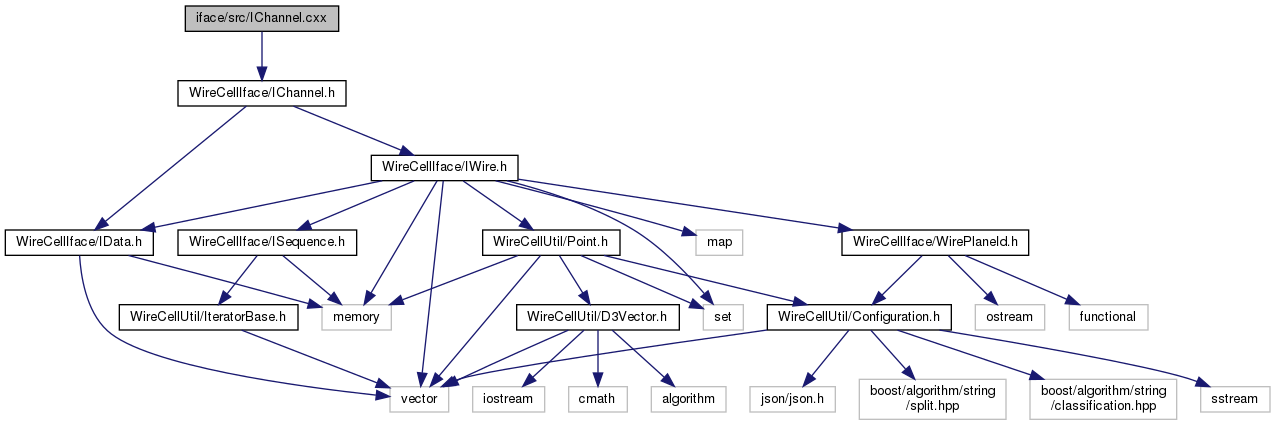 iface/src/IChannel.cxx
WireCellIface/IChannel.h
WireCellIface/IWire.h
WireCellIface/IData.h
WireCellIface/ISequence.h
WireCellUtil/Point.h
map
WireCellIface/WirePlaneId.h
WireCellUtil/IteratorBase.h
memory
WireCellUtil/D3Vector.h
set
WireCellUtil/Configuration.h
ostream
functional
vector
iostream
cmath
algorithm
json/json.h
boost/algorithm/string
/split.hpp
boost/algorithm/string
/classification.hpp
sstream